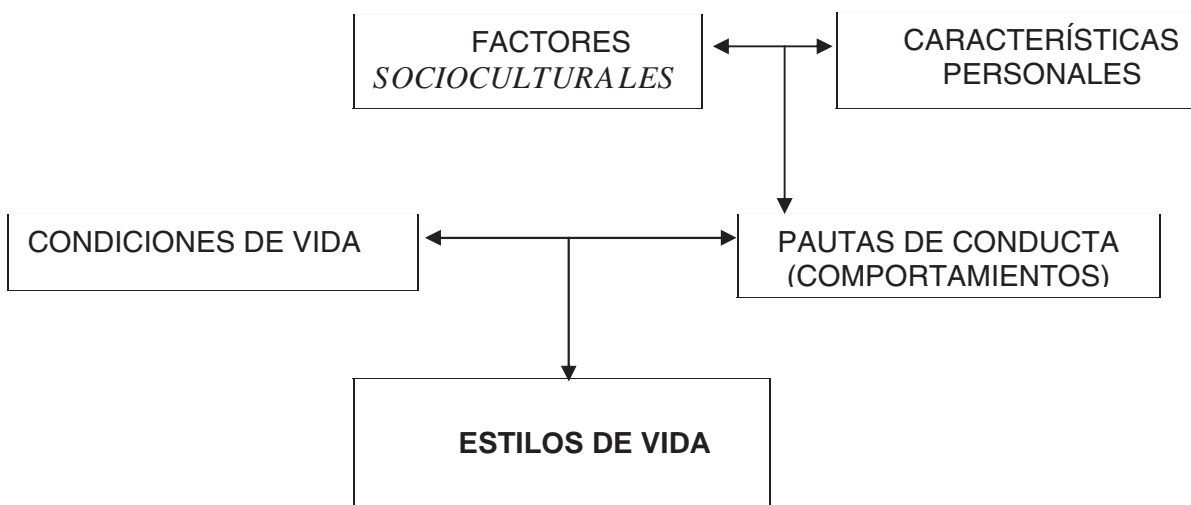 FACTORES
SOCIOCULTURALES
CARACTERÍSTICAS
PERSONALES
CONDICIONES DE VIDA
PAUTAS DE CONDUCTA
(COMPORTAMIENTOS)
ESTILOS DE VIDA